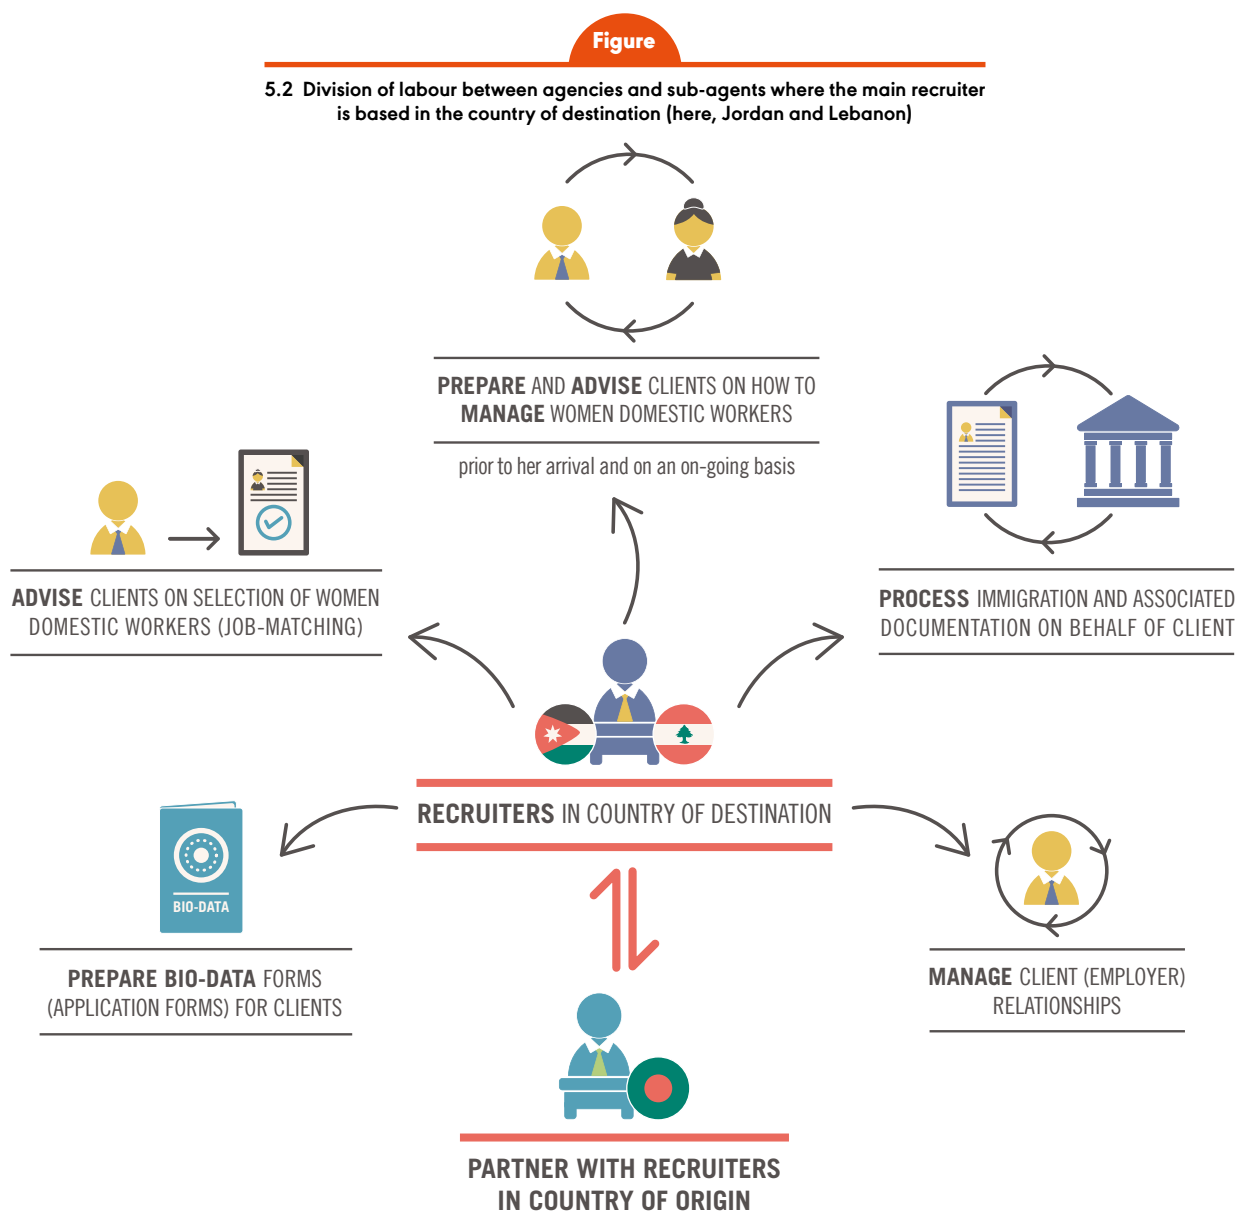 Figure
5.2 Division of labour between agencies and sub-agents where the main recruiter
is based in the country of destination (here, Jordan and Lebanon)
PREPARE AND ADVISE CLIENTS ON HOW TO
MANAGE WOMEN DOMESTIC WORKERS
prior to her arrival and on an on-going basis
ADVISE CLIENTS ON SELECTION OF WOMEN
DOMESTIC WORKERS (JOB-MATCHING)
PROCESS IMMIGRATION AND ASSOCIATED
DOCUMENTATION ON BEHALF OF CLIENT
RECRUITERS IN COUNTRY OF DESTINATION
BIO-DATA
PREPARE BIO-DATA FORMS
(APPLICATION FORMS) FOR CLIENTS
MANAGE CLIENT (EMPLOYER)
RELATIONSHIPS
PARTNER WITH RECRUITERS
IN COUNTRY OF ORIGIN